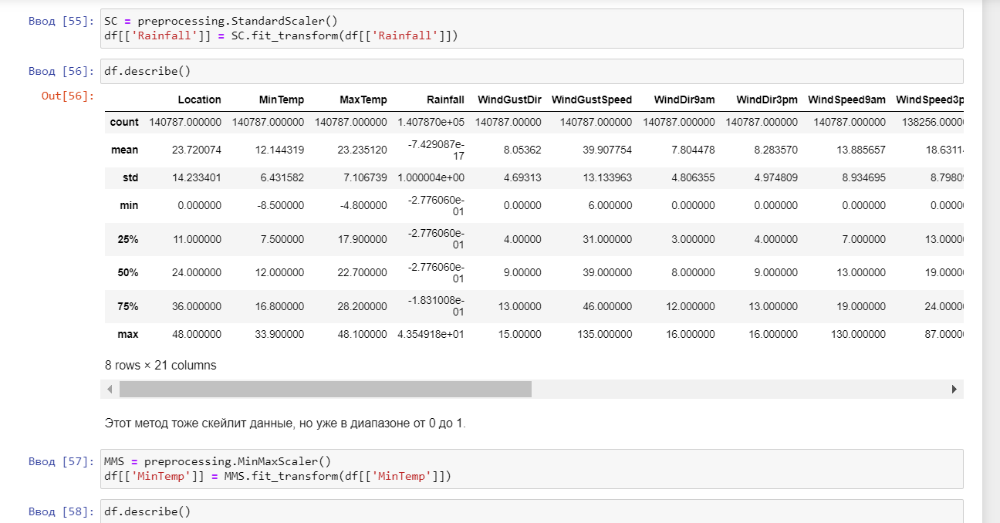 Ввод [55]: SC = preprocessing.StandardScaler()
df[['Rainfall']] = SC.fit_transform(df[['Rainfall']])
Ввод [56]: df.describe()
Out[56]:
Location MinTemp MaxTemp Rainfall WindGustDir WindGustSpeed WindDir9am WindDir3pm WindSpeed9am WindSpeed3p
count 140787.000000 140787.000000 140787.000000 1.407870e+05 140787.00000 140787.000000 140787.000000 140787.000000 140787.000000 138256.0000
mean 23.720074 12.144319 23.235120 -7.429087e-17 8.05362 39.907754 7.804478 8.283570 13.885657 18.6311
std 14.233401 6.431582 7.106739 1.000004e+00 4.69313 13.133963 4.806355 4.974809 8.934695 8.7980
min 0.000000 -8.500000 -4.800000 -2.776060e-01 0.00000 6.000000 0.000000 0.000000 0.000000 0.0000
25% 11.000000 7.500000 17.900000 -2.776060e-01 4.00000 31.000000 3.000000 4.000000 7.000000 13.0000
50% 24.000000 12.000000 22.700000 -2.776060e-01 9.00000 39.000000 8.000000 9.000000 13.000000 19.0000
75% 36.000000 16.800000 28.200000 -1.831008e-01 13.00000 46.000000 12.000000 13.000000 19.000000 24.0000
max 48.000000 33.900000 48.100000 4.354918e+01 15.00000 135.000000 16.000000 16.000000 130.000000 87.0000
8 rows × 21 columns
Этот метод тоже скейлит данные, но уже в диапазоне от 0 до 1.
Ввод [57]: MMS = preprocessing.MinMaxScaler()
df[['MinTemp']] = MMS.fit_transform(df[['MinTemp']])
Ввод [58]: df.describe()